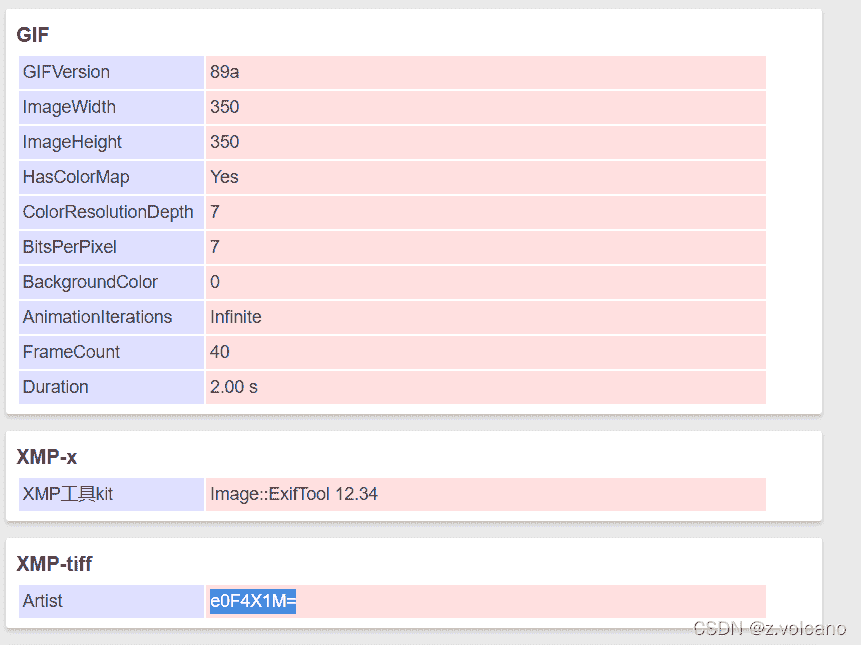 GIF
GIFVersion 89a
ImageWidth 350
ImageHeight 350
HasColorMap Yes
ColorResolutionDepth 7
BitsPerPixel 7
BackgroundColor 0
AnimationIterations Infinite
FrameCount 40
Duration 2.00 s
XMP-x
XMP工具kit Image::ExifTool 12.34
XMP-tiff
Artist e0F4X1M=
CSDN @z.volcano